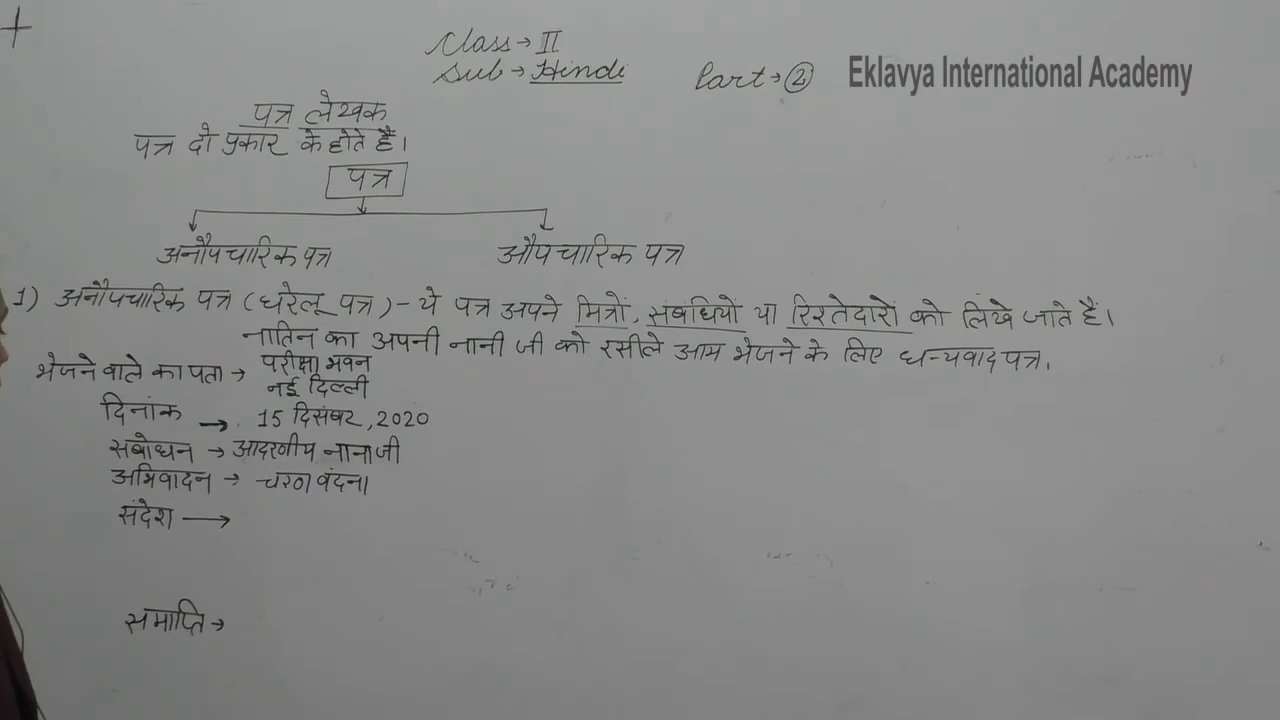 Class → II
Sub → Hindi
Part → 2
Eklavya International Academy
पत्र लेखक
पत्र दो प्रकार के होते है।
पत्र
अनौपचारिक पत्र
औपचारिक पत्र
1) अनौपचारिक पत्र (घरेलू पत्र) - ये पत्र अपने मित्रों, संबंधियों या रिश्तेदारों को लिखे जाते हैं।
नातिन का अपनी नानी जी को रसीले आम भेजने के लिए धन्यवाद पत्र.
भेजने वाले का पता → परीक्षा भवन
नई दिल्ली
दिनांक → 15 दिसंबर, 2020
संबोधन → आदरणीय नानाजी
अभिवादन → चरण वंदना
संदेश →
समाप्ति →